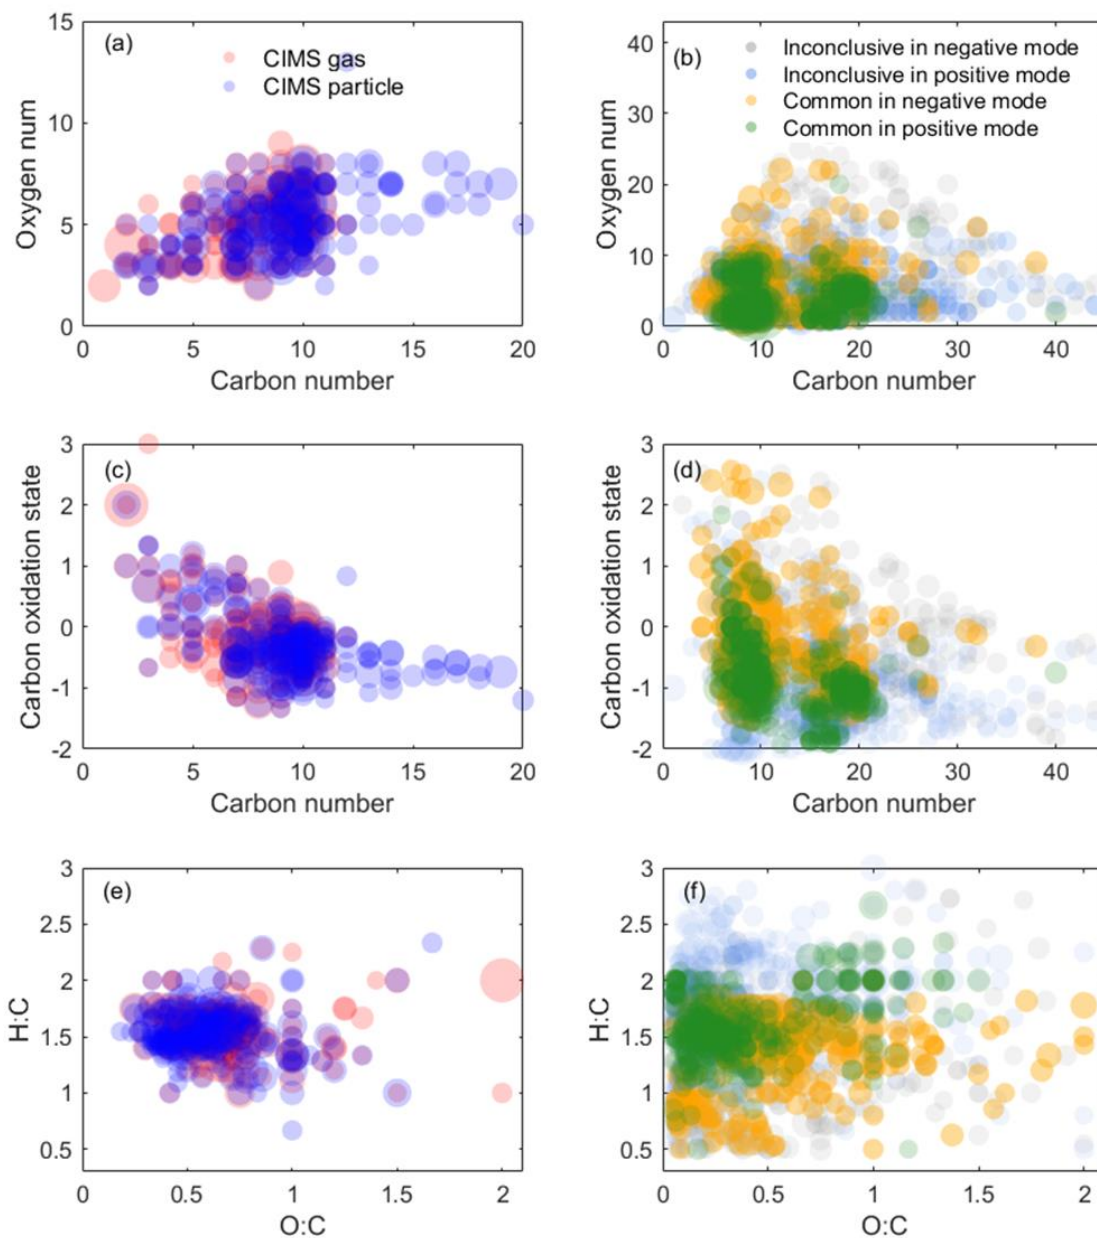 (a)
CIMS gas
CIMS particle
15
10
5
0
Oxygen num
0 5 10 15 20
Carbon number
(b)
Inconclusive in negative mode
Inconclusive in positive mode
Common in negative mode
Common in positive mode
40
30
20
10
0
Oxygen num
0 10 20 30 40
Carbon number
(c)
3
2
1
0
-1
-2
Carbon oxidation state
0 5 10 15 20
Carbon number
(d)
3
2
1
0
-1
-2
Carbon oxidation state
0 10 20 30 40
Carbon number
(e)
3
2.5
2
1.5
1
0.5
H:C
0 0.5 1 1.5 2
O:C
(f)
3
2.5
2
1.5
1
0.5
H:C
0 0.5 1 1.5 2
O:C